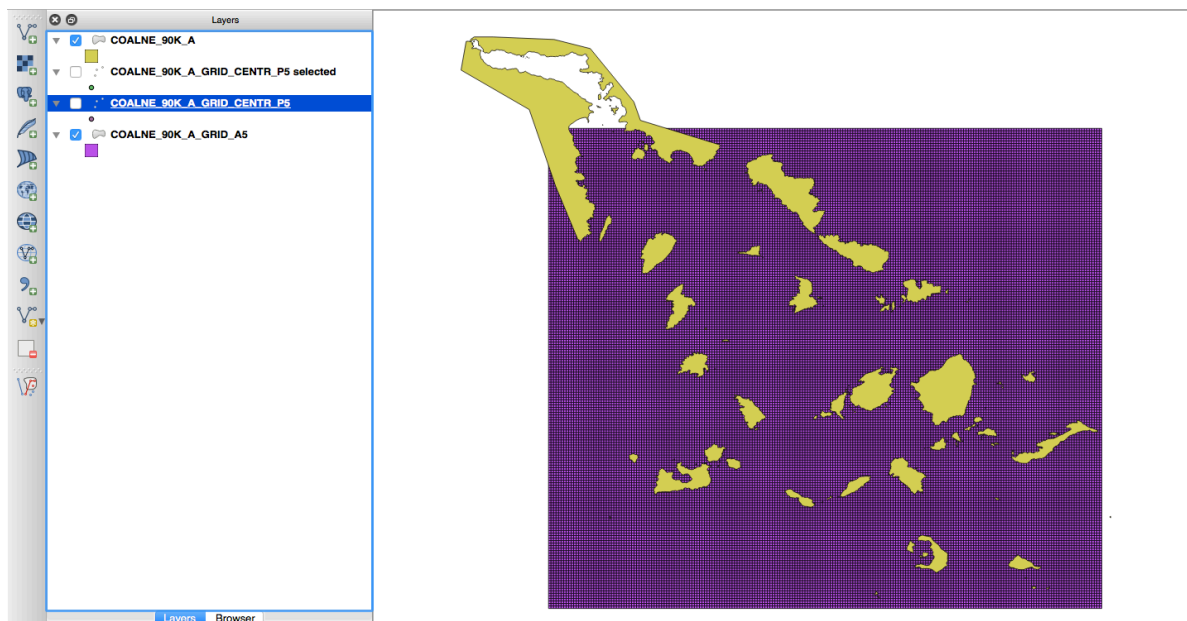 Layers
COALNE_90K_A
COALNE_90K_A_GRID_CENTR_P5 selected
COALNE_90K_A_GRID_CENTR_P5
COALNE_90K_A_GRID_A5
Layers Browser